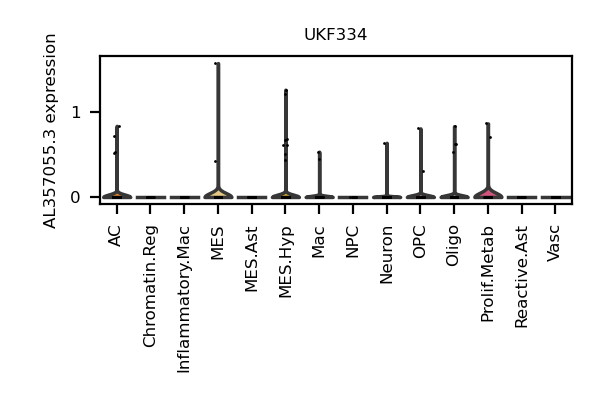 UKF334
AL357055.3 expression
1
0
AC
Chromatin.Reg
Inflammatory.Mac
MES
MES.Ast
MES.Hyp
Mac
NPC
Neuron
OPC
Oligo
Prolif.Metab
Reactive.Ast
Vasc